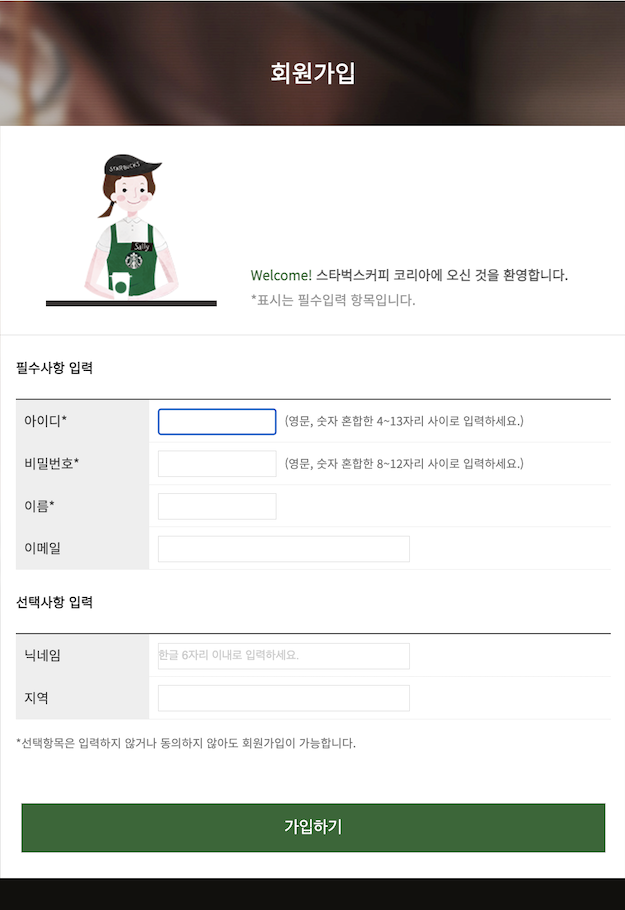 회원가입
STARBUCKS
Sally
Welcome! 스타벅스커피 코리아에 오신 것을 환영합니다.
*표시는 필수입력 항목입니다.
필수사항 입력
아이디* (영문, 숫자 혼합한 4~13자리 사이로 입력하세요.)
비밀번호* (영문, 숫자 혼합한 8~12자리 사이로 입력하세요.)
이름*
이메일
선택사항 입력
닉네임 한글 6자리 이내로 입력하세요.
지역
*선택항목은 입력하지 않거나 동의하지 않아도 회원가입이 가능합니다.
가입하기